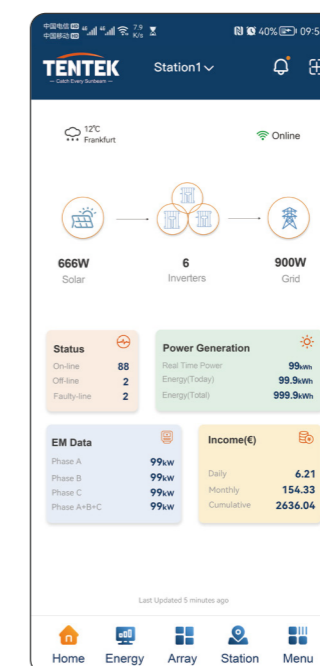 中国电信 HD 46 46 7.9 K/s
中国移动 HD 40% 09:5
TENTEK
— Catch Every Sunbeam —
Station1
12℃
Frankfurt
Online
666W 6 900W
Solar Inverters Grid
Status
On-line 88
Off-line 2
Faulty-line 2
Power Generation
Real Time Power 99kWh
Energy(Today) 99.9kWh
Energy(Total) 999.9kWh
EM Data
Phase A 99kW
Phase B 99kW
Phase C 99kW
Phase A+B+C 99kW
Income(€)
Daily 6.21
Monthly 154.33
Cumulative 2636.04
Last Updated 5 minutes ago
Home Energy Array Station Menu